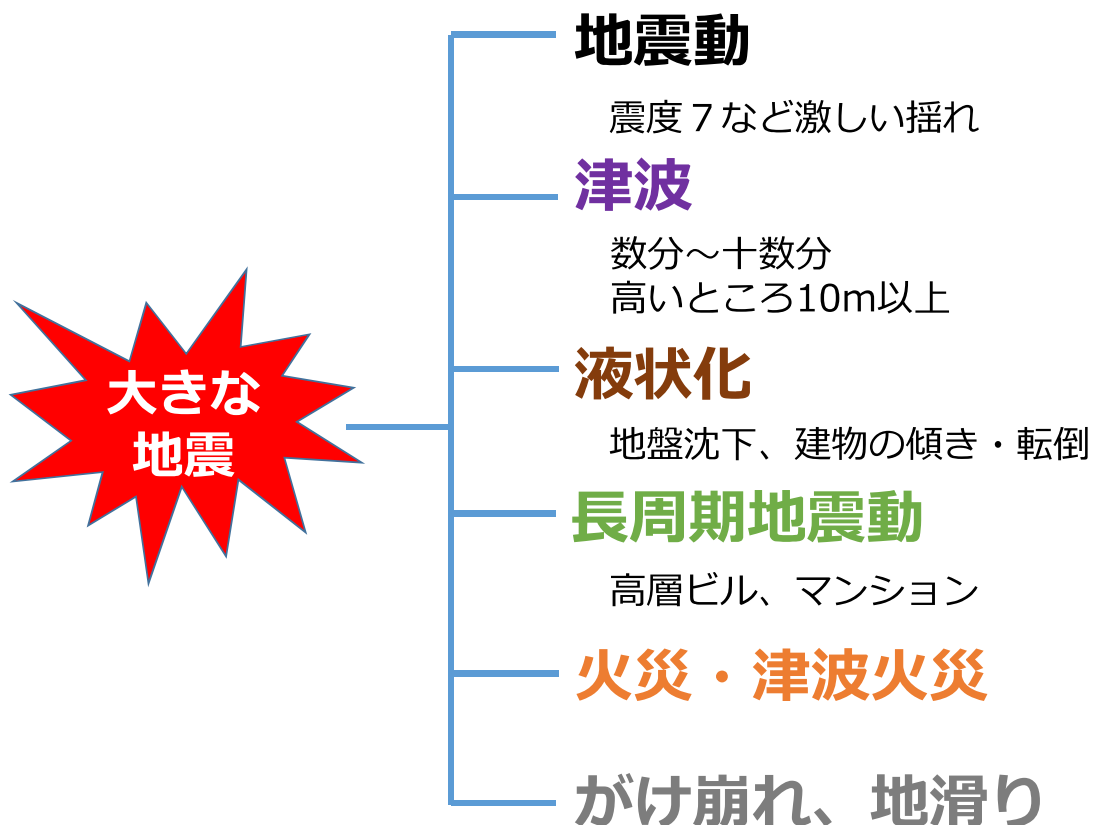 大きな
地震
地震動
震度７など激しい揺れ
津波
数分～十数分
高いところ10m以上
液状化
地盤沈下、建物の傾き・転倒
長周期地震動
高層ビル、マンション
火災・津波火災
がけ崩れ、地滑り